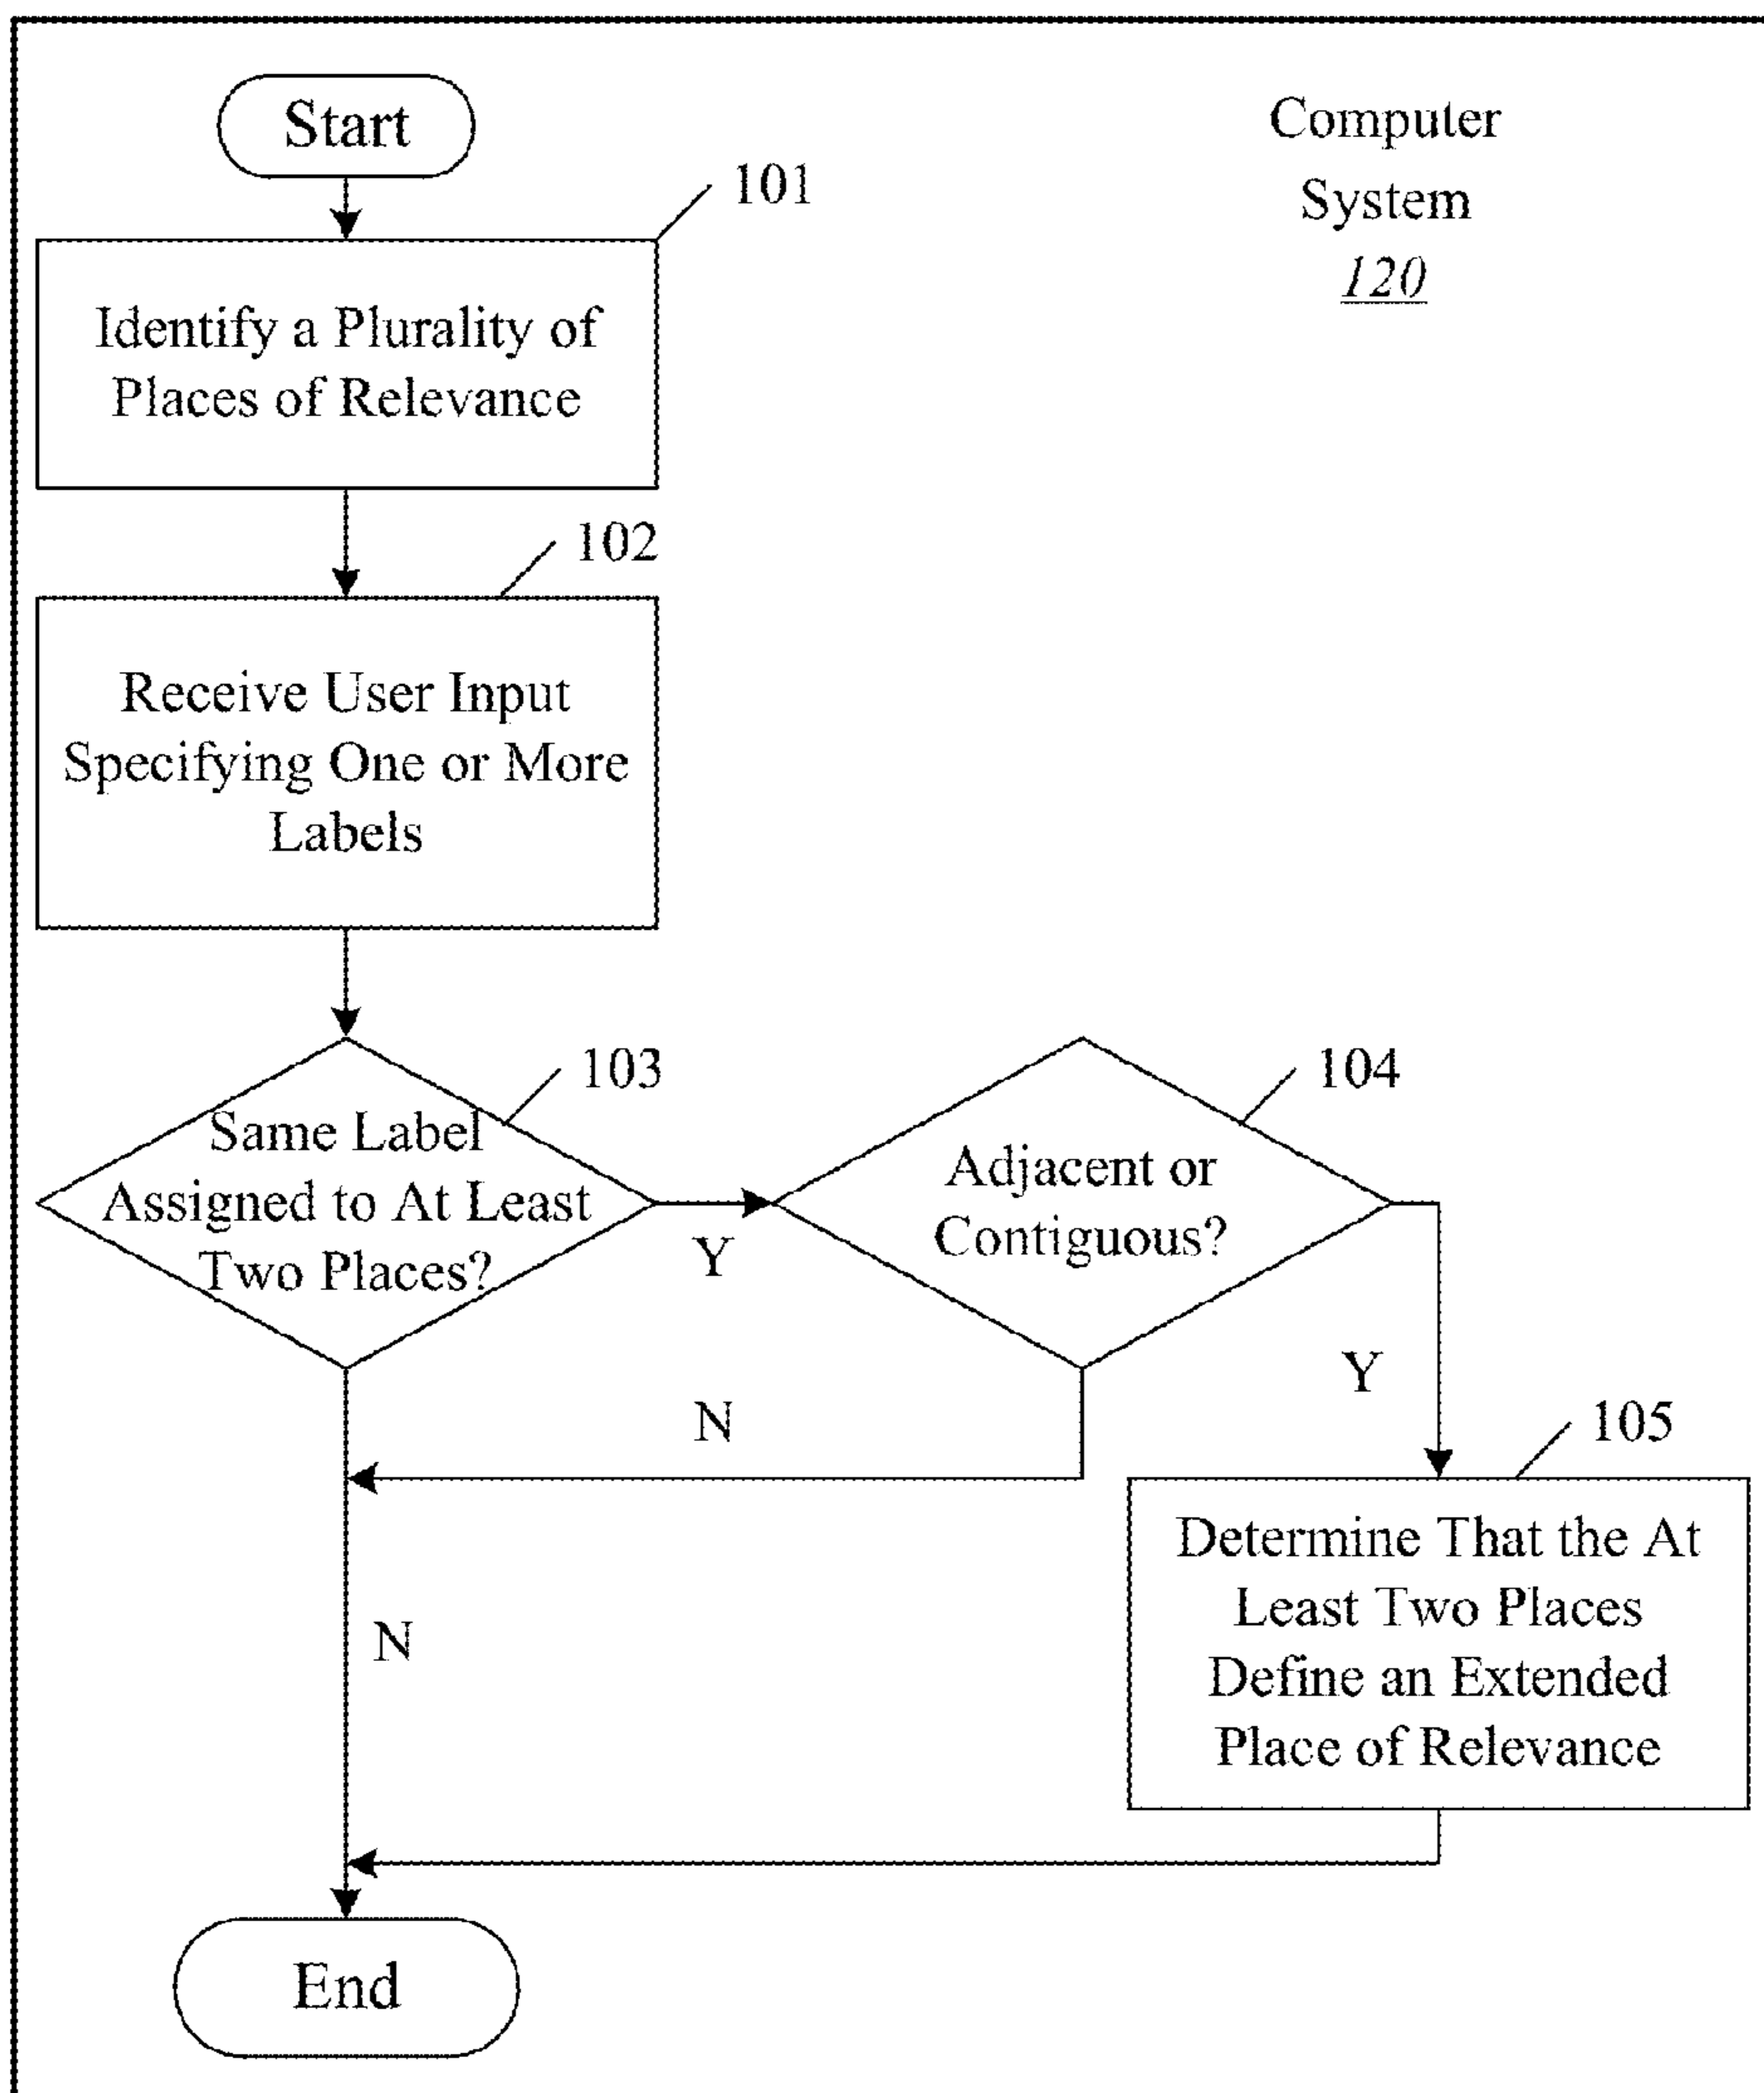 Start
Computer
System
120
101
Identify a Plurality of
Places of Relevance
102
Receive User Input
Specifying One or More
Labels
103
Same Label
Assigned to At Least
Two Places?
Y
104
Adjacent or
Contiguous?
Y
N
105
Determine That the At
Least Two Places
Define an Extended
Place of Relevance
N
End